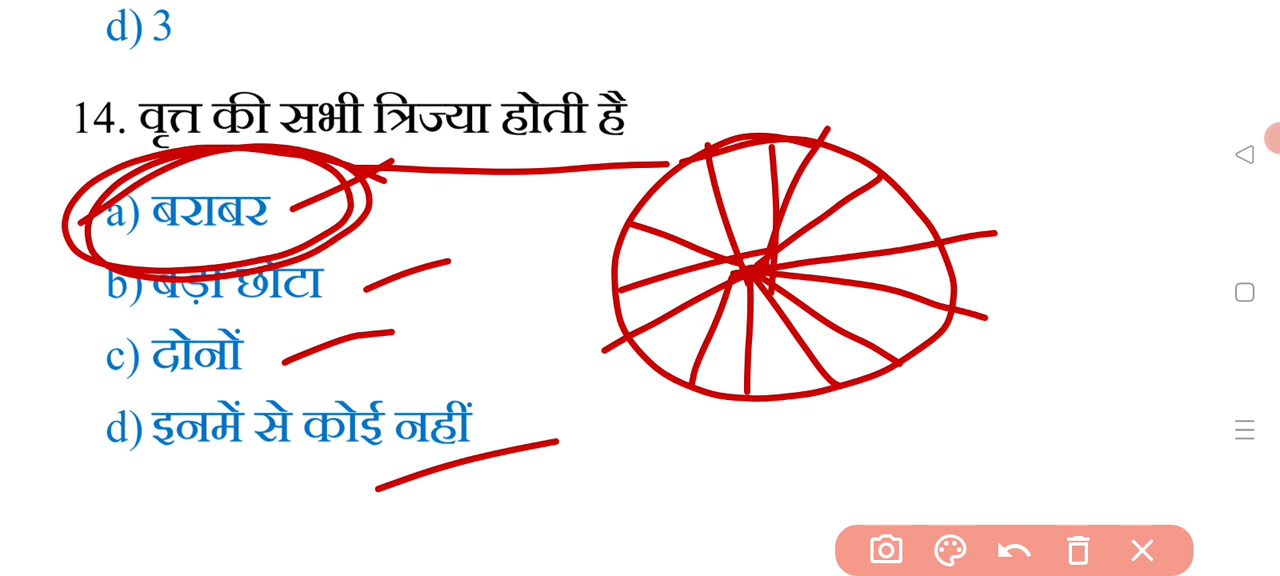 d) 3
14. वृत्त की सभी त्रिज्या होती है
a) बराबर
b) बड़ा छोटा
c) दोनों
d) इनमें से कोई नहीं